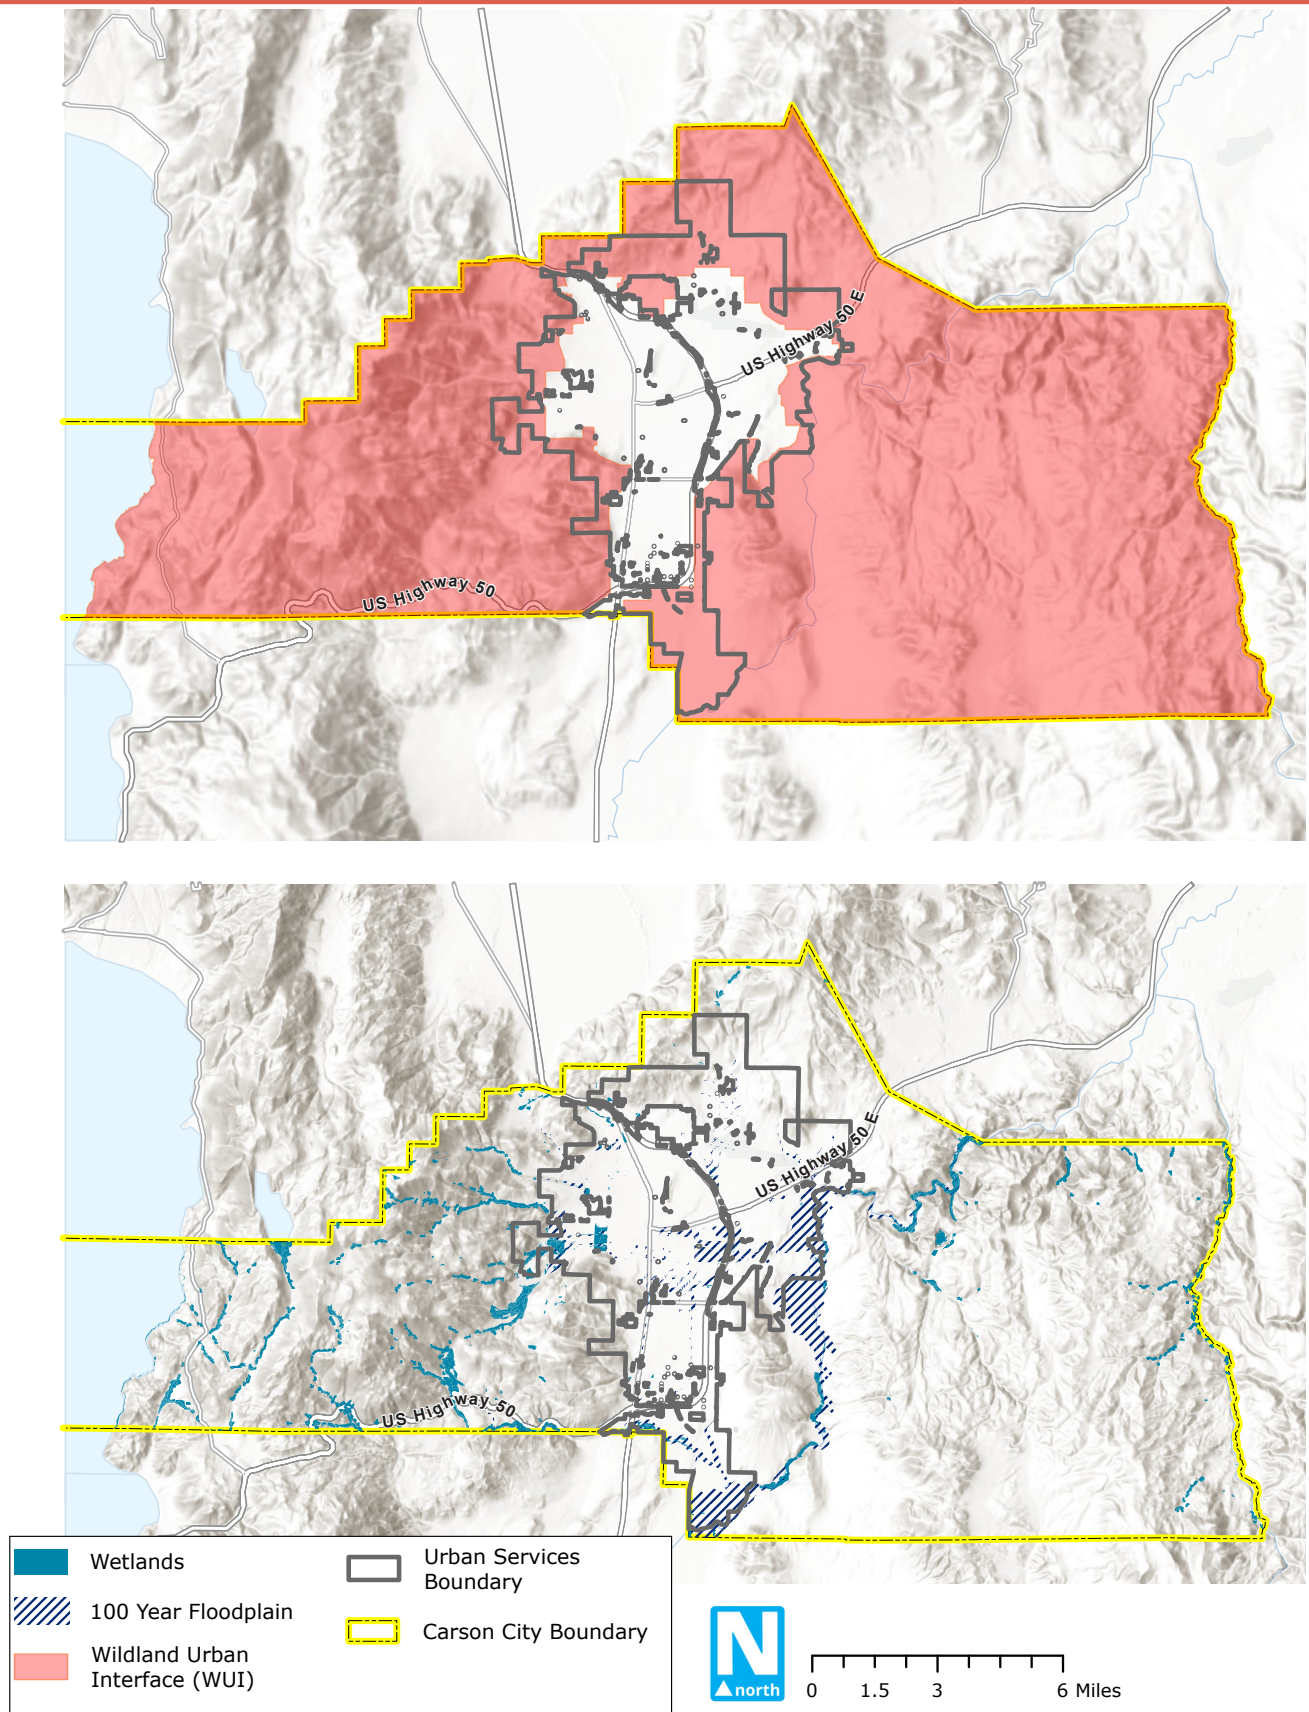 US Highway 50 E
US Highway 50
US Highway 50 E
US Highway 50
Wetlands
100 Year Floodplain
Wildland Urban
Interface (WUI)
Urban Services
Boundary
Carson City Boundary
N
north
0 1.5 3 6 Miles